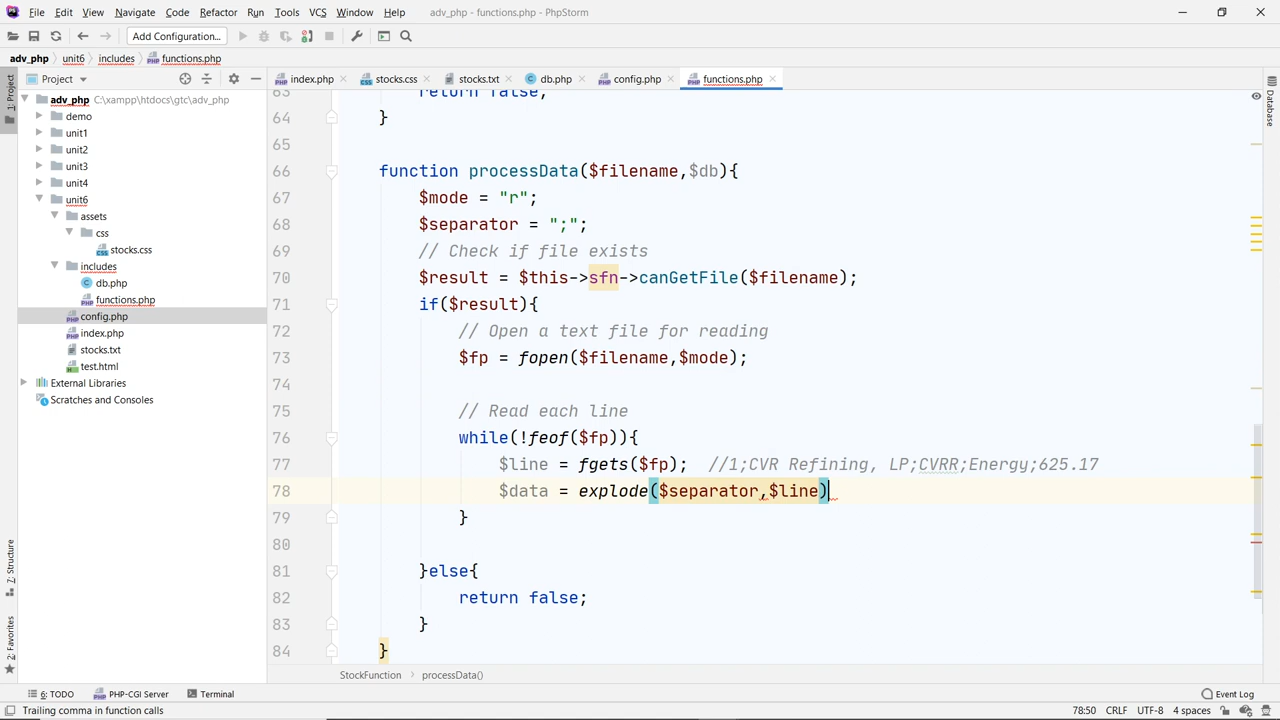 File Edit View Navigate Code Refactor Run Tools VCS Window Help adv_php - functions.php - PhpStorm
Add Configuration...
adv_php unit6 includes functions.php
Project
index.php stocks.css stocks.txt db.php config.php functions.php
1: Project
7: Structure
2: Favorites
Database
adv_php C:\xampp\htdocs\gtc\adv_php
demo
unit1
unit2
unit3
unit4
unit6
assets
css
stocks.css
includes
db.php
functions.php
config.php
index.php
stocks.txt
test.html
External Libraries
Scratches and Consoles
63 return false;
64 }
65
66 function processData($filename,$db){
67 $mode = "r";
68 $separator = ";";
69 // Check if file exists
70 $result = $this->sfn->canGetFile($filename);
71 if($result){
72 // Open a text file for reading
73 $fp = fopen($filename,$mode);
74
75 // Read each line
76 while(!feof($fp)){
77 $line = fgets($fp); //1;CVR Refining, LP;CVRR;Energy;625.17
78 $data = explode($separator,$line)
79 }
80
81 }else{
82 return false;
83 }
84 }
StockFunction processData()
6: TODO PHP-CGI Server Terminal Event Log
Trailing comma in function calls 78:50 CRLF UTF-8 4 spaces